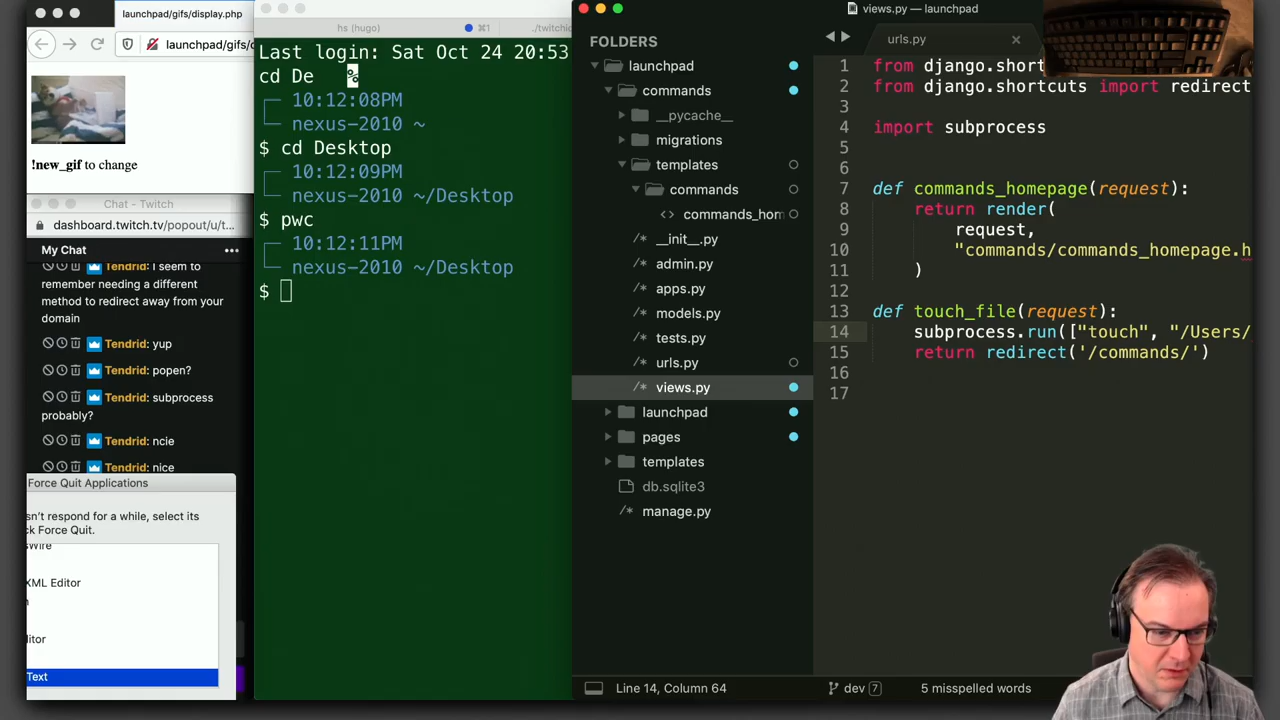 launchpad/gifs/display.php
launchpad/gifs/
!new_gif to change
Chat - Twitch
dashboard.twitch.tv/popout/u/t...
My Chat
Tendrid: I seem to
remember needing a different
method to redirect away from your
domain
Tendrid: yup
Tendrid: popen?
Tendrid: subprocess
probably?
Tendrid: ncie
Tendrid: nice
Force Quit Applications
sn't respond for a while, select its
ck Force Quit.
XML Editor
Text
hs (hugo)
⌘1
./twitchi
Last login: Sat Oct 24 20:53
cd De %
10:12:08PM
nexus-2010 ~
$ cd Desktop
10:12:09PM
nexus-2010 ~/Desktop
$ pwc
10:12:11PM
nexus-2010 ~/Desktop
$
views.py — launchpad
FOLDERS
launchpad
commands
__pycache__
migrations
templates
commands
<> commands_hom
/* __init__.py
/* admin.py
/* apps.py
/* models.py
/* tests.py
/* urls.py
/* views.py
launchpad
pages
templates
db.sqlite3
/* manage.py
urls.py
1 from django.short
2 from django.shortcuts import redirect
3
4 import subprocess
5
6
7 def commands_homepage(request):
8 return render(
9 request,
10 "commands/commands_homepage.h
11 )
12
13 def touch_file(request):
14 subprocess.run(["touch", "/Users/
15 return redirect('/commands/')
16
17
Line 14, Column 64
dev 7
5 misspelled words